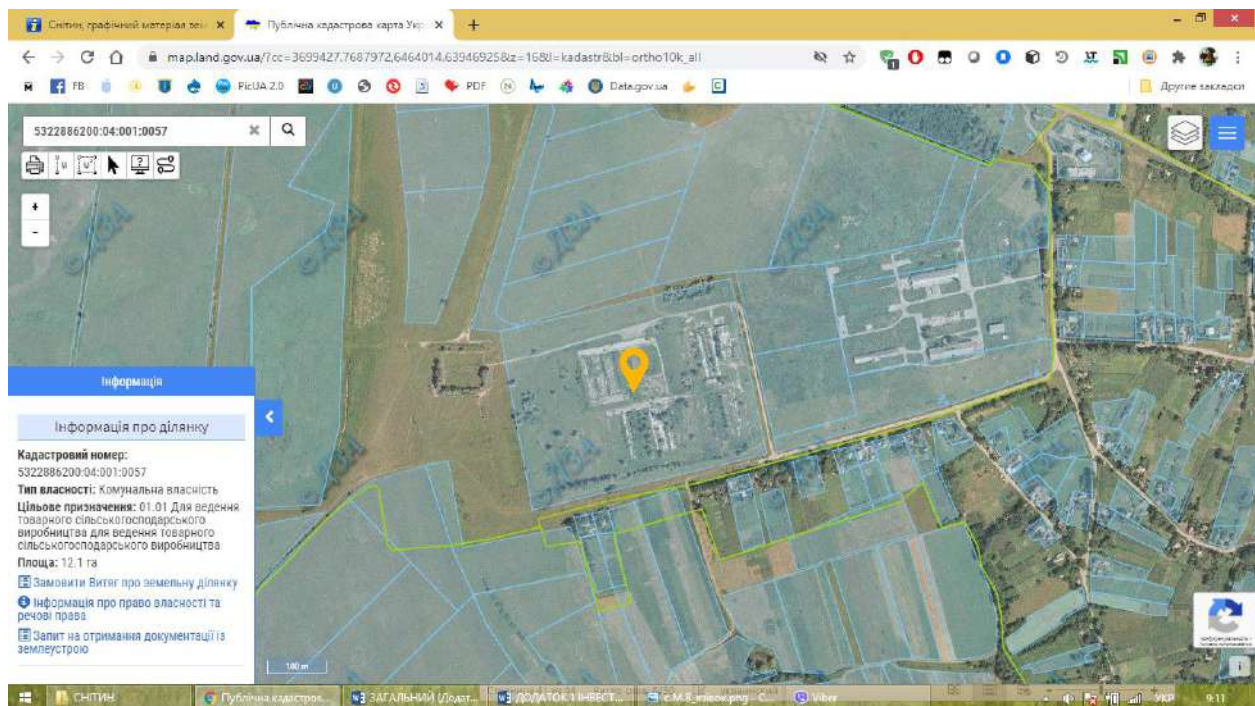 Снітин, графічний матеріал зем
Публічна кадастрова карта Укр
map.land.gov.ua/?cc=3699427.7687972,6464014.63946925&z=16&l=kadastr&bl=ortho10k_all
FB
PicUA 2.0
PDF
Data.gov.ua
Другие закладки
5322886200:04:001:0057
+
-
© ДЗА
Інформація
Інформація про ділянку
Кадастровий номер:
5322886200:04:001:0057
Тип власності: Комунальна власність
Цільове призначення: 01.01 Для ведення
товарного сільськогосподарського
виробництва для ведення товарного
сільськогосподарського виробництва
Площа: 12.1 га
Замовити Витяг про земельну ділянку
Інформація про право власності та
речові права
Запит на отримання документації із
землеустрою
100 m
СНІТИН
Публічна кадастров...
ЗАГАЛЬНИЙ (Додат...
ДОДАТОК 1 ІНВЕСТ...
Viber
УКР
9:11